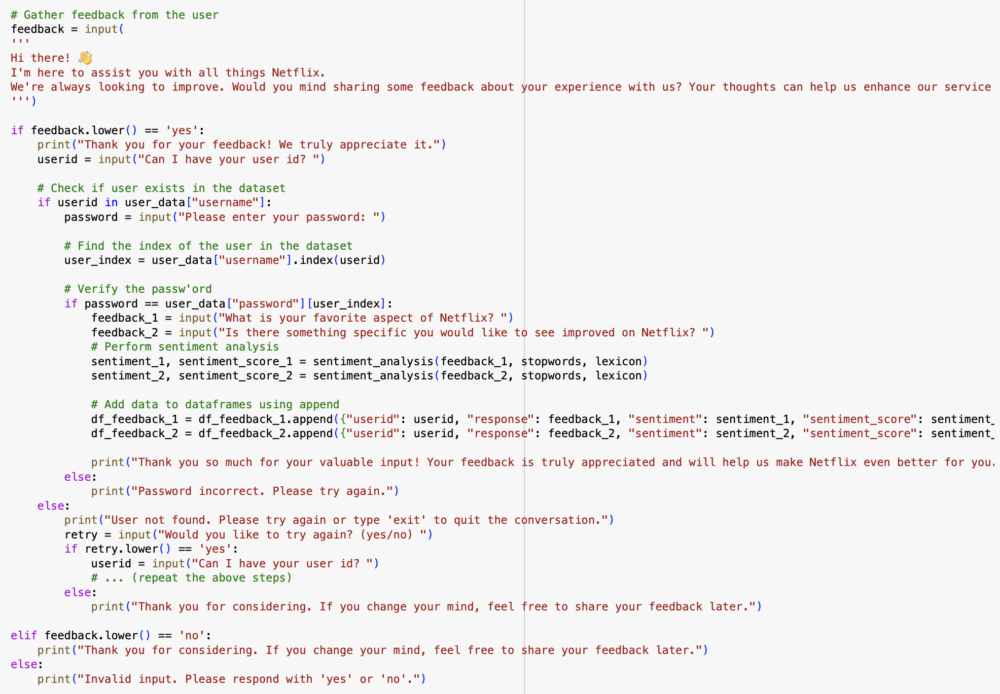 # Gather feedback from the user
feedback = input(
'''
Hi there! 👋
I'm here to assist you with all things Netflix.
We're always looking to improve. Would you mind sharing some feedback about your experience with us? Your thoughts can help us enhance our service
''')

if feedback.lower() == 'yes':
    print("Thank you for your feedback! We truly appreciate it.")
    userid = input("Can I have your user id? ")

    # Check if user exists in the dataset
    if userid in user_data["username"]:
        password = input("Please enter your password: ")

        # Find the index of the user in the dataset
        user_index = user_data["username"].index(userid)

        # Verify the passw'ord
        if password == user_data["password"][user_index]:
            feedback_1 = input("What is your favorite aspect of Netflix? ")
            feedback_2 = input("Is there something specific you would like to see improved on Netflix? ")
            # Perform sentiment analysis
            sentiment_1, sentiment_score_1 = sentiment_analysis(feedback_1, stopwords, lexicon)
            sentiment_2, sentiment_score_2 = sentiment_analysis(feedback_2, stopwords, lexicon)

            # Add data to dataframes using append
            df_feedback_1 = df_feedback_1.append({"userid": userid, "response": feedback_1, "sentiment": sentiment_1, "sentiment_score": sentiment_
            df_feedback_2 = df_feedback_2.append({"userid": userid, "response": feedback_2, "sentiment": sentiment_2, "sentiment_score": sentiment_

            print("Thank you so much for your valuable input! Your feedback is truly appreciated and will help us make Netflix even better for you.
        else:
            print("Password incorrect. Please try again.")
    else:
        print("User not found. Please try again or type 'exit' to quit the conversation.")
        retry = input("Would you like to try again? (yes/no) ")
        if retry.lower() == 'yes':
            userid = input("Can I have your user id? ")
            # ... (repeat the above steps)
        else:
            print("Thank you for considering. If you change your mind, feel free to share your feedback later.")

elif feedback.lower() == 'no':
    print("Thank you for considering. If you change your mind, feel free to share your feedback later.")
else:
    print("Invalid input. Please respond with 'yes' or 'no'.")